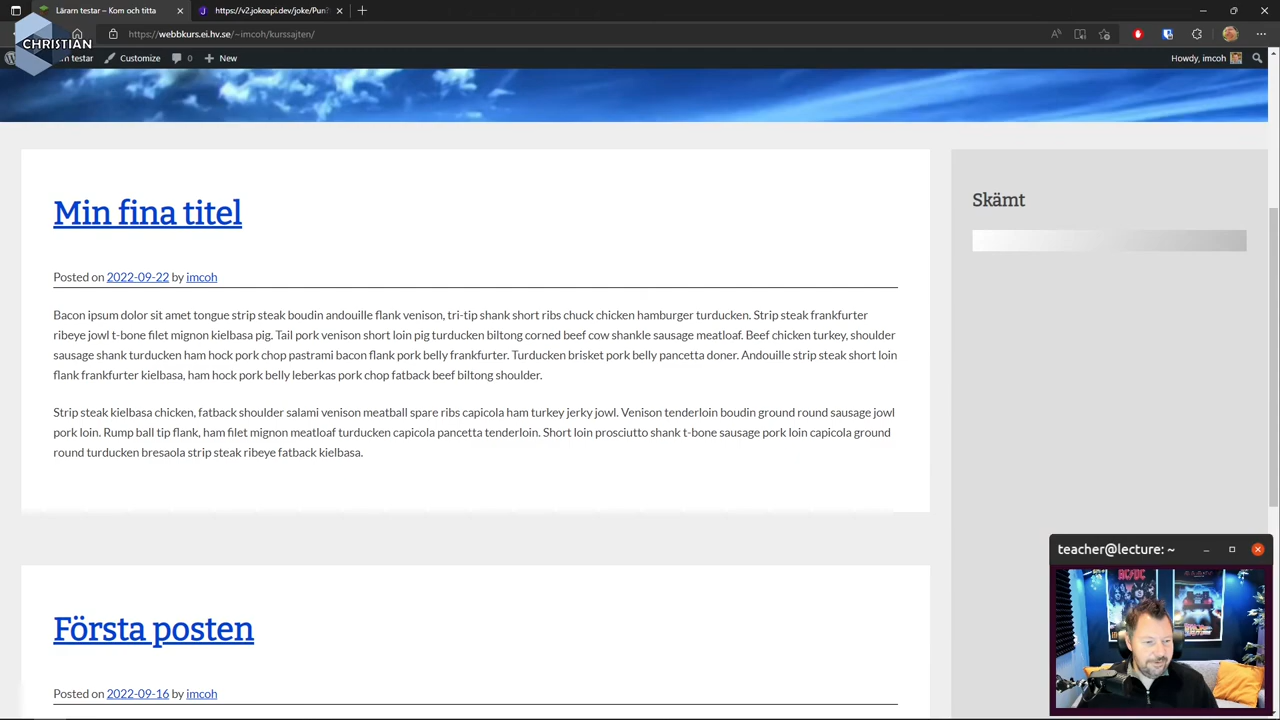 Lärarn testar – Kom och titta
https://v2.jokeapi.dev/joke/Pun?
https://webbkurs.ei.hv.se/~imcoh/kurssajten/
CHRISTIAN
testar
Customize
0
New
Howdy, imcoh
Min fina titel
Posted on 2022-09-22 by imcoh
Bacon ipsum dolor sit amet tongue strip steak boudin andouille flank venison, tri-tip shank short ribs chuck chicken hamburger turducken. Strip steak frankfurter
ribeye jowl t-bone filet mignon kielbasa pig. Tail pork venison short loin pig turducken biltong corned beef cow shankle sausage meatloaf. Beef chicken turkey, shoulder
sausage shank turducken ham hock pork chop pastrami bacon flank pork belly frankfurter. Turducken brisket pork belly pancetta doner. Andouille strip steak short loin
flank frankfurter kielbasa, ham hock pork belly leberkas pork chop fatback beef biltong shoulder.
Strip steak kielbasa chicken, fatback shoulder salami venison meatball spare ribs capicola ham turkey jerky jowl. Venison tenderloin boudin ground round sausage jowl
pork loin. Rump ball tip flank, ham filet mignon meatloaf turducken capicola pancetta tenderloin. Short loin prosciutto shank t-bone sausage pork loin capicola ground
round turducken bresaola strip steak ribeye fatback kielbasa.
Skämt
Första posten
Posted on 2022-09-16 by imcoh
teacher@lecture: ~
AC/DC